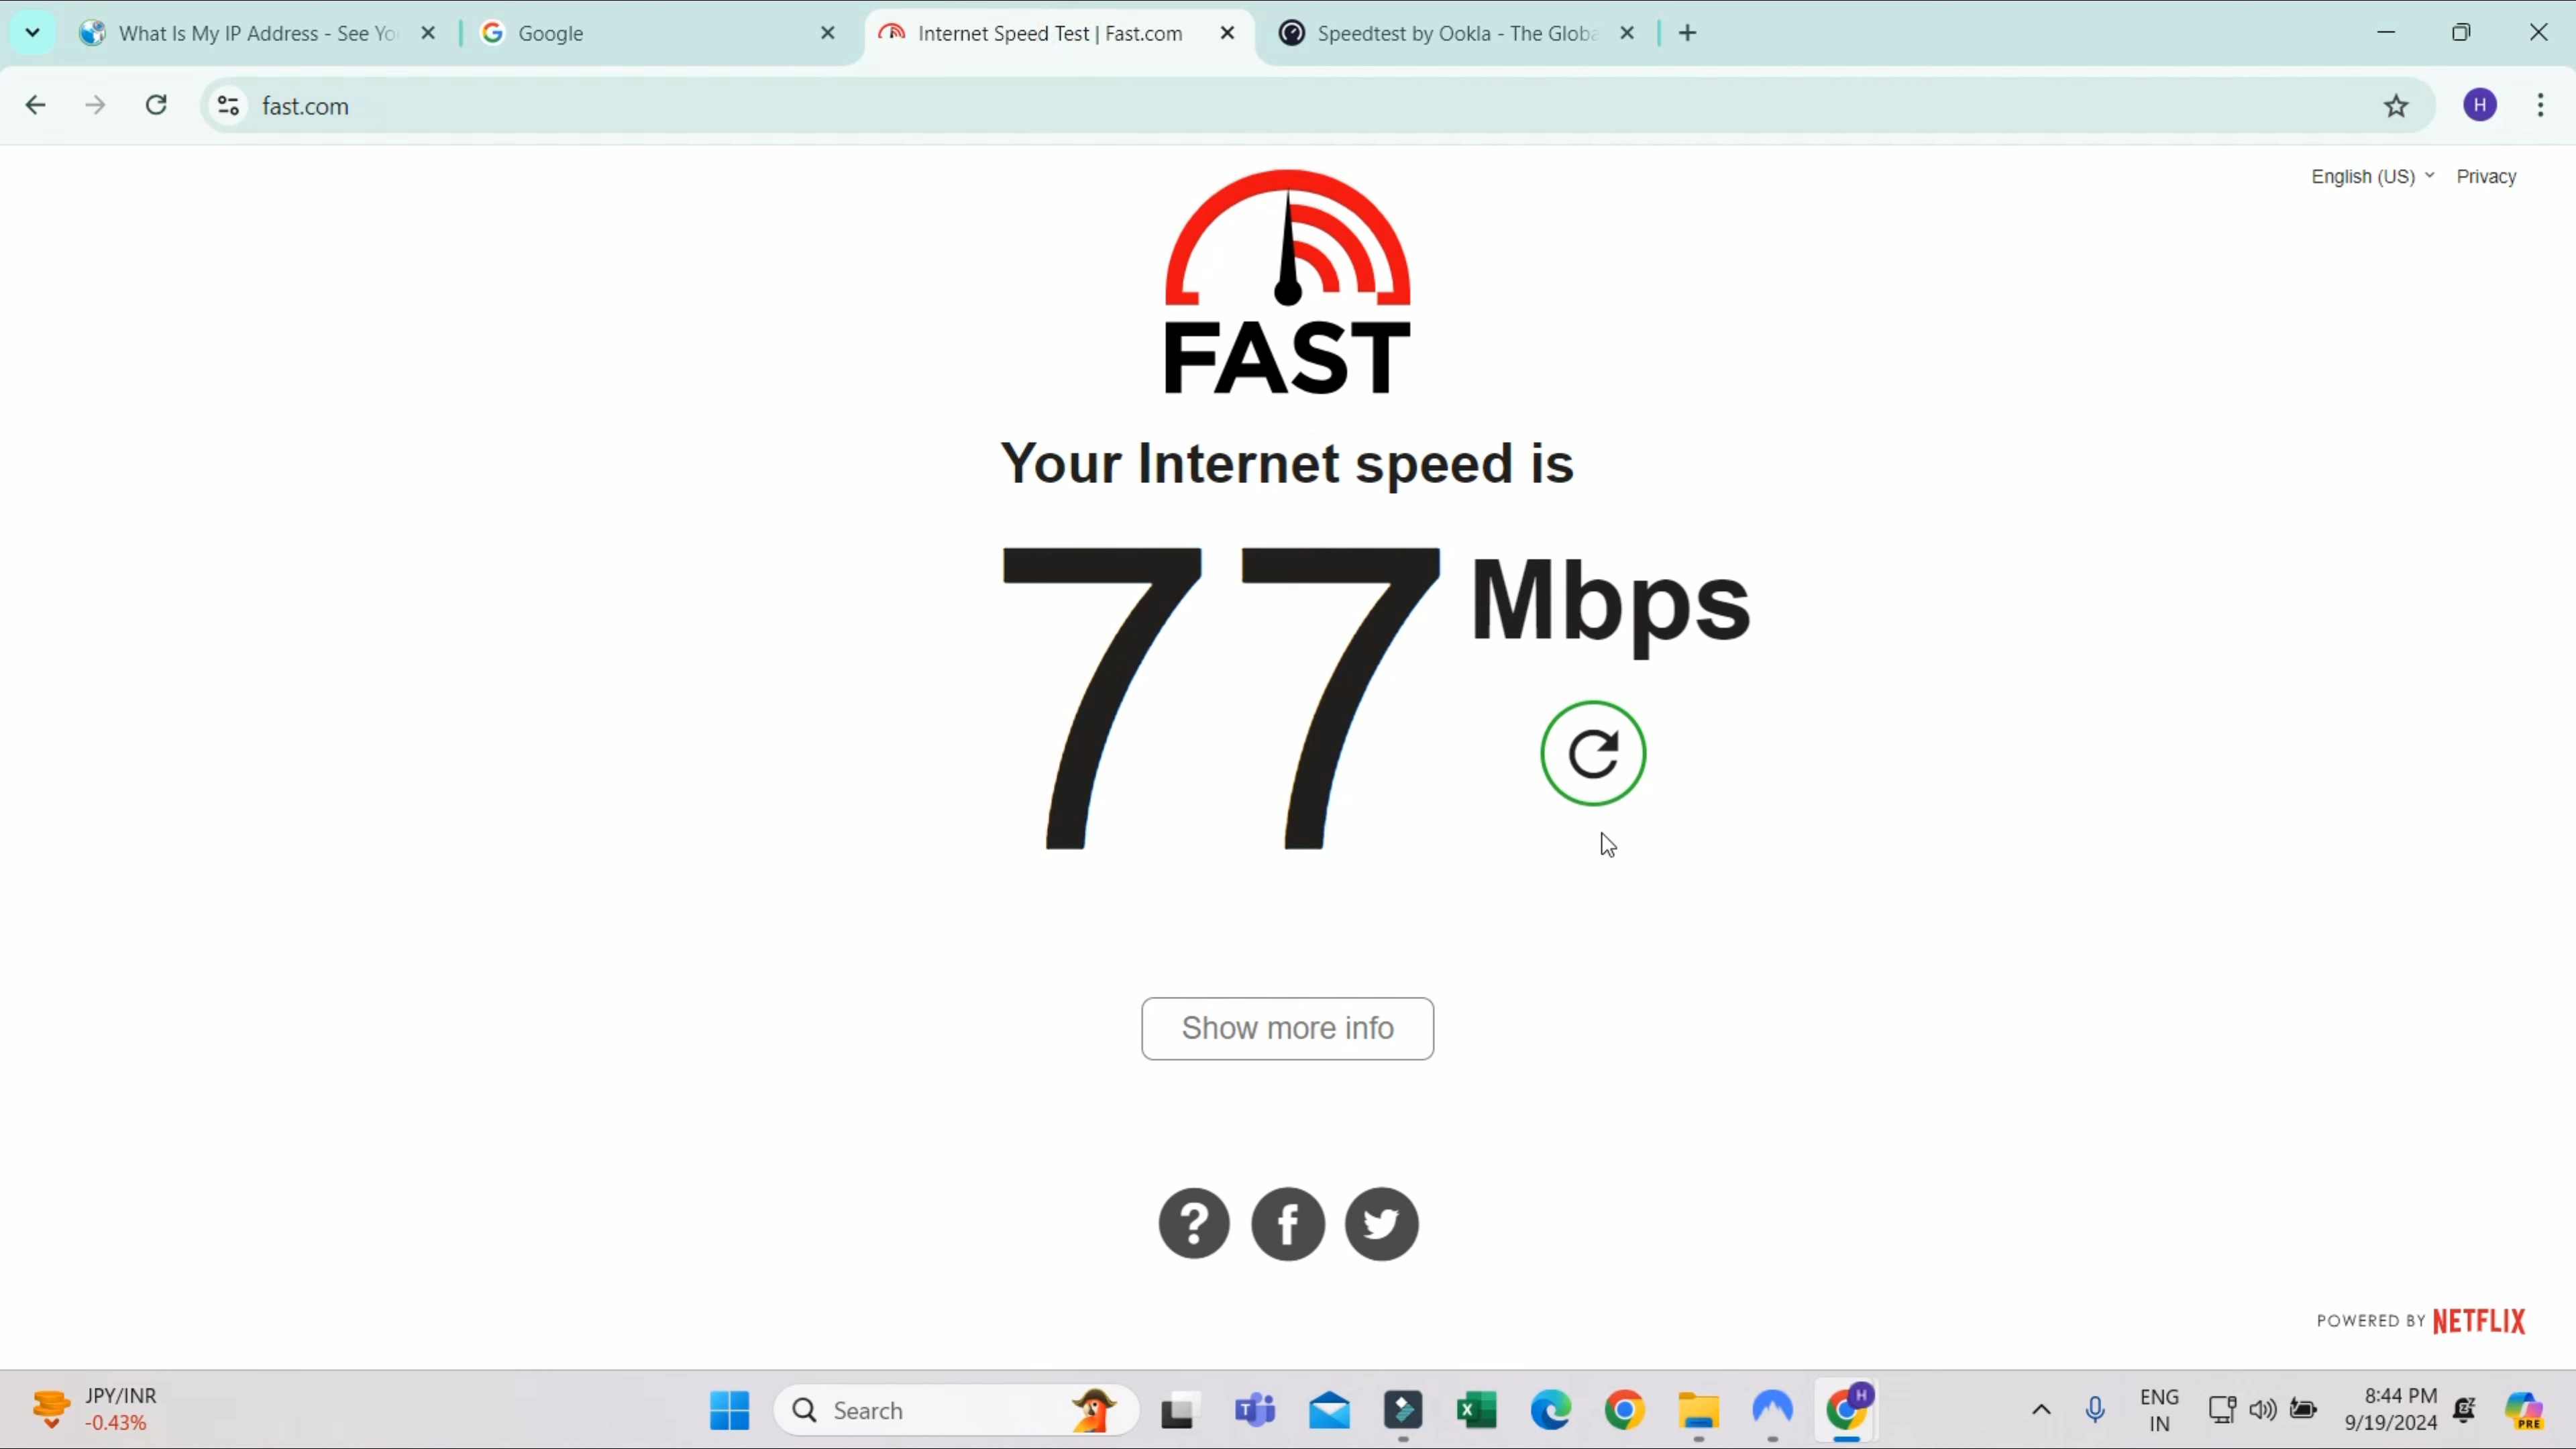 What Is My IP Address - See Yo
Google
Internet Speed Test | Fast.com
Speedtest by Ookla - The Globa
fast.com
H
English (US)
Privacy
FAST
Your Internet speed is
77 Mbps
Show more info
POWERED BY NETFLIX
JPY/INR
-0.43%
Search
H
ENG
IN
8:44 PM
9/19/2024
PRE